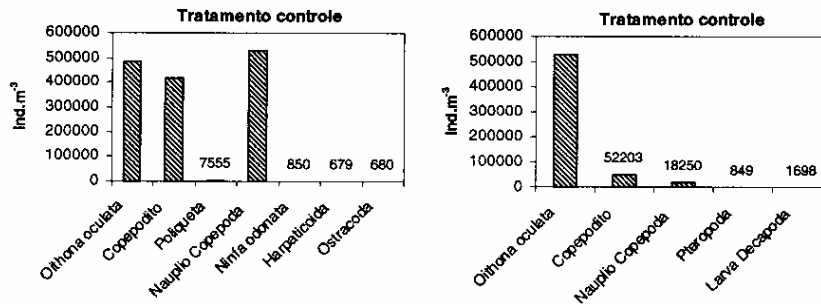 Tratamento controle
Ind.m-3
600000
500000
400000
300000
200000
100000
0
7555
850
679
680
Oithona oculata
Copepodito
Poliqueta
Nauplio Copepoda
Ninfa odonata
Harpaticoida
Ostracoda
Tratamento controle
Ind.m-3
600000
500000
400000
300000
200000
100000
0
52203
18250
849
1698
Oithona oculata
Copepodito
Nauplio Copepoda
Pteropoda
Larva Decapoda